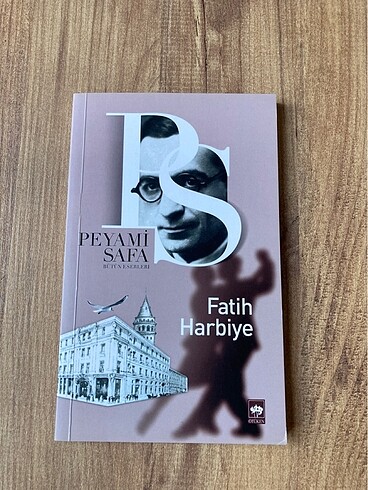 PS
PEYAMİ
SAFA
BÜTÜN ESERLERİ
Fatih
Harbiye
ÖTÜKEN